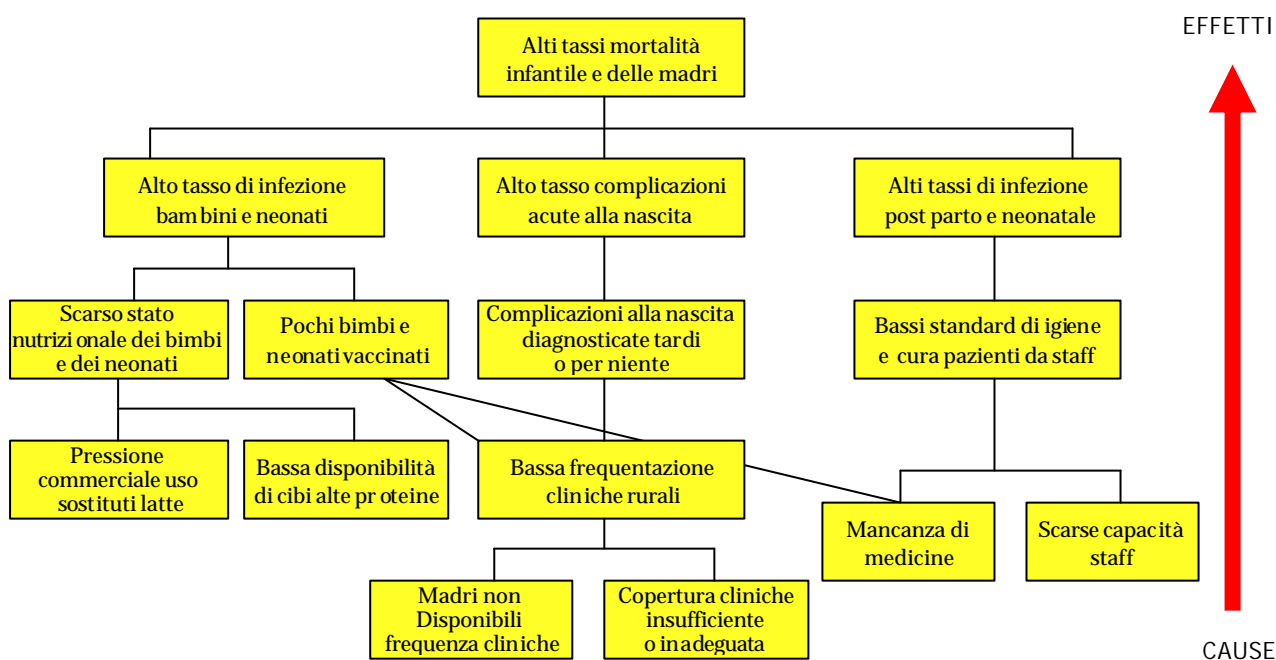 EFFETTI
Alti tassi mortalità
infantile e delle madri
Alto tasso di infezione
bambini e neonati
Alto tasso complicazioni
acute alla nascita
Alti tassi di infezione
post parto e neonatale
Scarso stato
nutrizionale dei bimbi
e dei neonati
Pochi bimbi e
neonati vaccinati
Complicazioni alla nascita
diagnosticate tardi
o per niente
Bassi standard di igiene
e cura pazienti da staff
Pressione
commerciale uso
sostituti latte
Bassa disponibilità
di cibi alte proteine
Bassa frequentazione
cliniche rurali
Mancanza di
medicine
Scarse capacità
staff
Madri non
Disponibili
frequenza cliniche
Copertura cliniche
insufficiente
o inadeguata
CAUSE